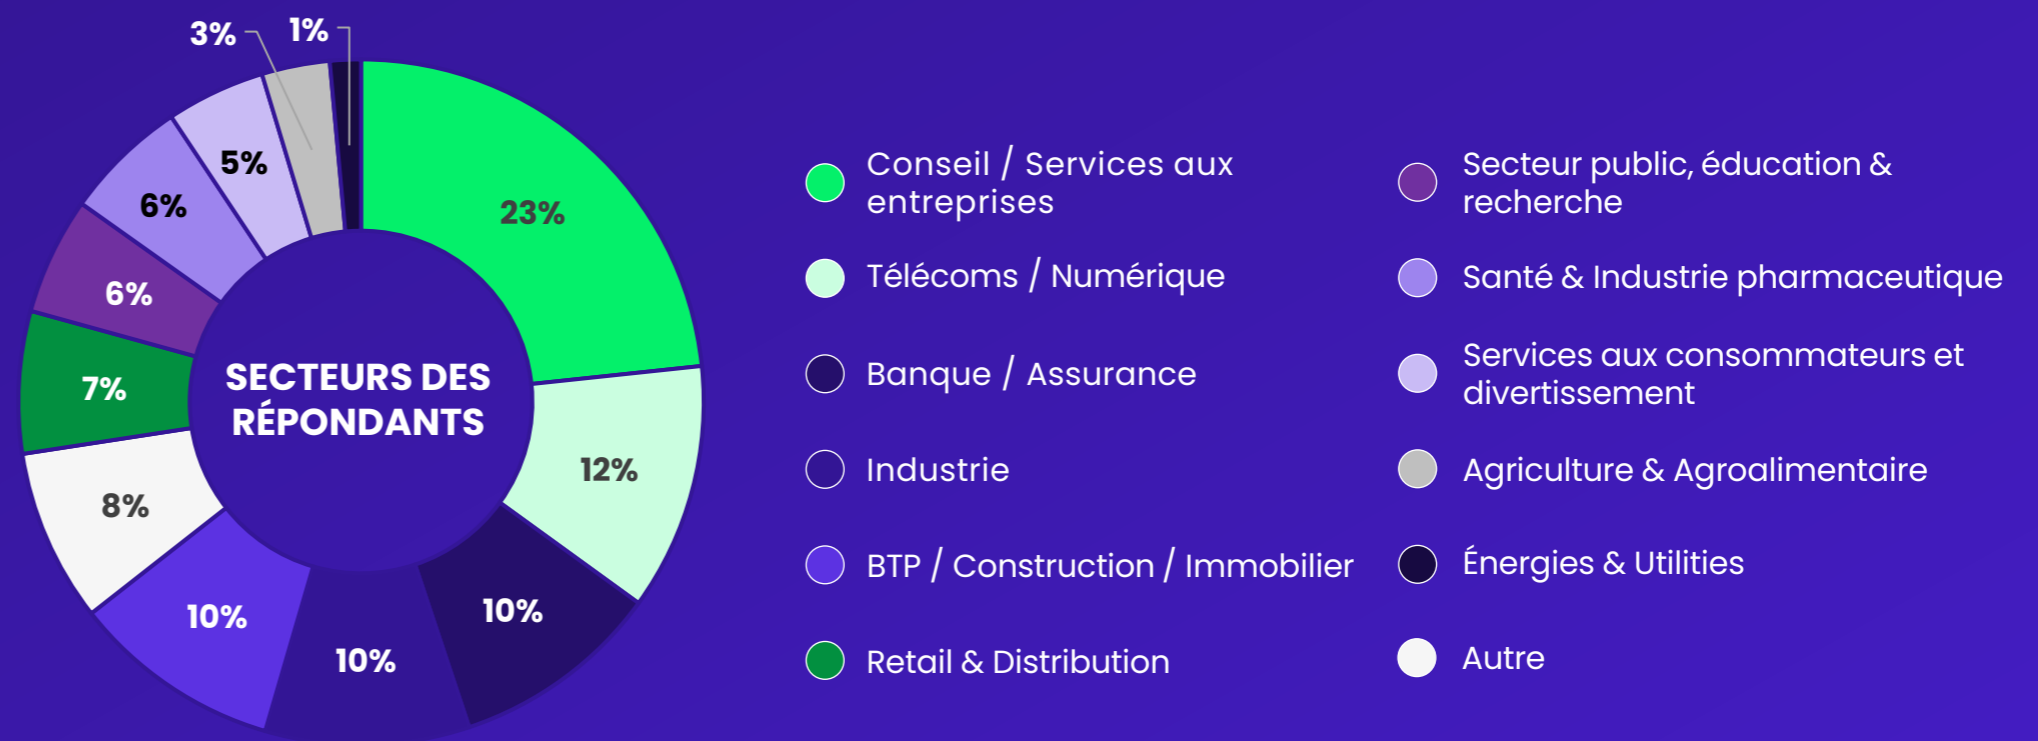 3%
1%
23%
12%
10%
10%
10%
8%
7%
6%
6%
5%
SECTEURS DES
RÉPONDANTS
Conseil / Services aux
entreprises
Télécoms / Numérique
Banque / Assurance
Industrie
BTP / Construction / Immobilier
Retail & Distribution
Secteur public, éducation &
recherche
Santé & Industrie pharmaceutique
Services aux consommateurs et
divertissement
Agriculture & Agroalimentaire
Énergies & Utilities
Autre